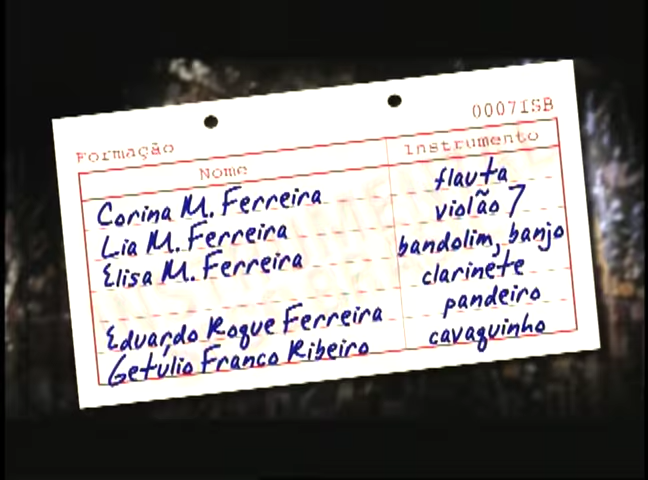 0007ISB
Formação
Nome Instrumento
Corina M. Ferreira flauta
Lia M. Ferreira violão 7
Elisa M. Ferreira bandolim, banjo
clarinete
Eduardo Roque Ferreira pandeiro
Getúlio Franco Ribeiro cavaquinho